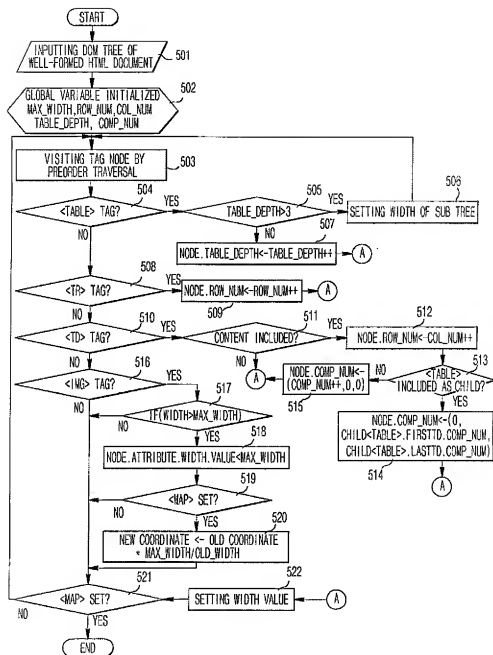 START
INPUTTING DOM TREE OF
WELL-FORMED HTML DOCUMENT
501
502
GLOBAL VARIABLE INITIALIZED
MAX_WIDTH,ROW_NUM,COL_NUM
TABLE_DEPTH, COMP_NUM
VISITING TAG NODE BY
PREORDER TRAVERSAL
503
504
<TABLE> TAG?
YES
NO
505
TABLE_DEPTH>3
YES
NO
506
SETTING WIDTH OF SUB TREE
507
NODE.TABLE_DEPTH<-TABLE_DEPTH++
A
508
<TR> TAG?
YES
NO
NODE.ROW_NUM<-ROW_NUM++
509
A
510
<TD> TAG?
YES
NO
511
CONTENT INCLUDED?
YES
NO
A
512
NODE.ROW_NUM<-COL_NUM++
513
<TABLE>
INCLUDED AS CHILD?
NO
YES
NODE.COMP_NUM<-
(COMP_NUM++,0,0)
515
NODE.COMP_NUM<-(0,
CHILD<TABLE>.FIRSTTD.COMP_NUM,
CHILD<TABLE>.LASTTD.COMP_NUM)
514
A
516
<IMG> TAG?
YES
NO
517
IF(WIDTH>MAX_WIDTH)
NO
YES
518
NODE.ATTRIBUTE.WIDTH.VALUE<MAX_WIDTH
519
<MAP> SET?
NO
YES
520
NEW COORDINATE <- OLD COORDINATE
* MAX_WIDTH/OLD_WIDTH
521
<MAP> SET?
NO
YES
522
SETTING WIDTH VALUE
A
END